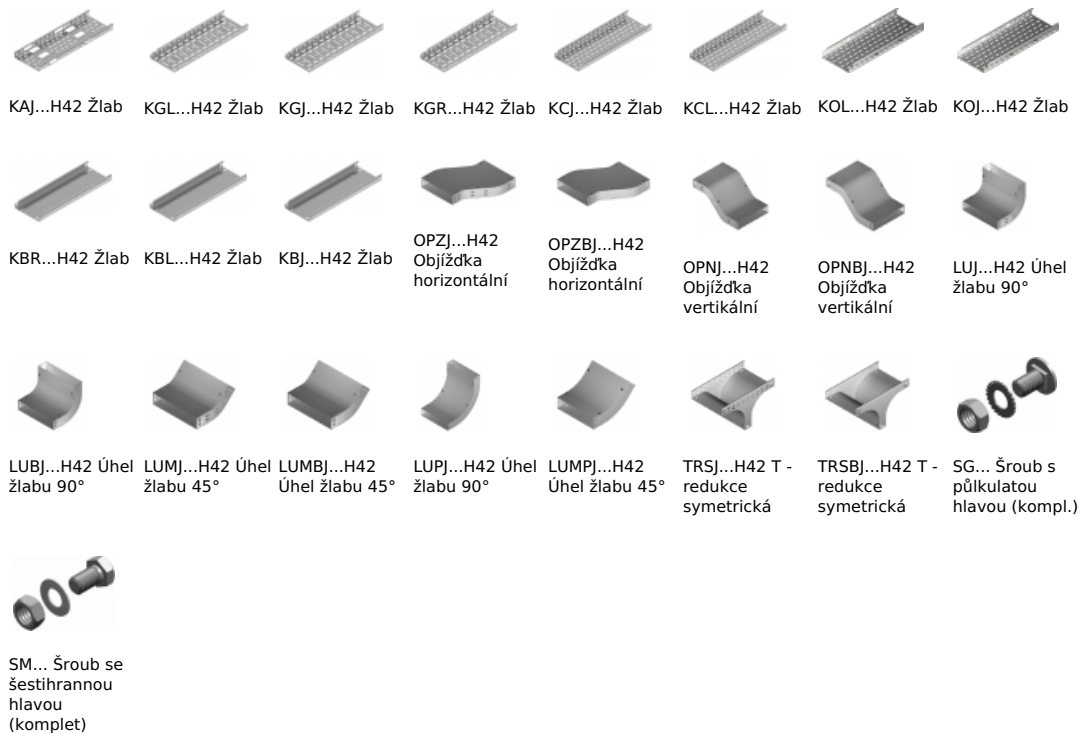 KAJ...H42 Žlab
KGL...H42 Žlab
KGJ...H42 Žlab
KGR...H42 Žlab
KCJ...H42 Žlab
KCL...H42 Žlab
KOL...H42 Žlab
KOJ...H42 Žlab
KBR...H42 Žlab
KBL...H42 Žlab
KBJ...H42 Žlab
OPZJ...H42
Objížďka
horizontální
OPZBJ...H42
Objížďka
horizontální
OPNJ...H42
Objížďka
vertikální
OPNBJ...H42
Objížďka
vertikální
LUJ...H42 Úhel
žlabu 90°
LUBJ...H42 Úhel
žlabu 90°
LUMJ...H42 Úhel
žlabu 45°
LUMBJ...H42
Úhel žlabu 45°
LUPJ...H42 Úhel
žlabu 90°
LUMPJ...H42
Úhel žlabu 45°
TRSJ...H42 T -
redukce
symetrická
TRSBJ...H42 T -
redukce
symetrická
SG... Šroub s
půlkulatou
hlavou (kompl.)
SM... Šroub se
šestihrannou
hlavou
(komplet)